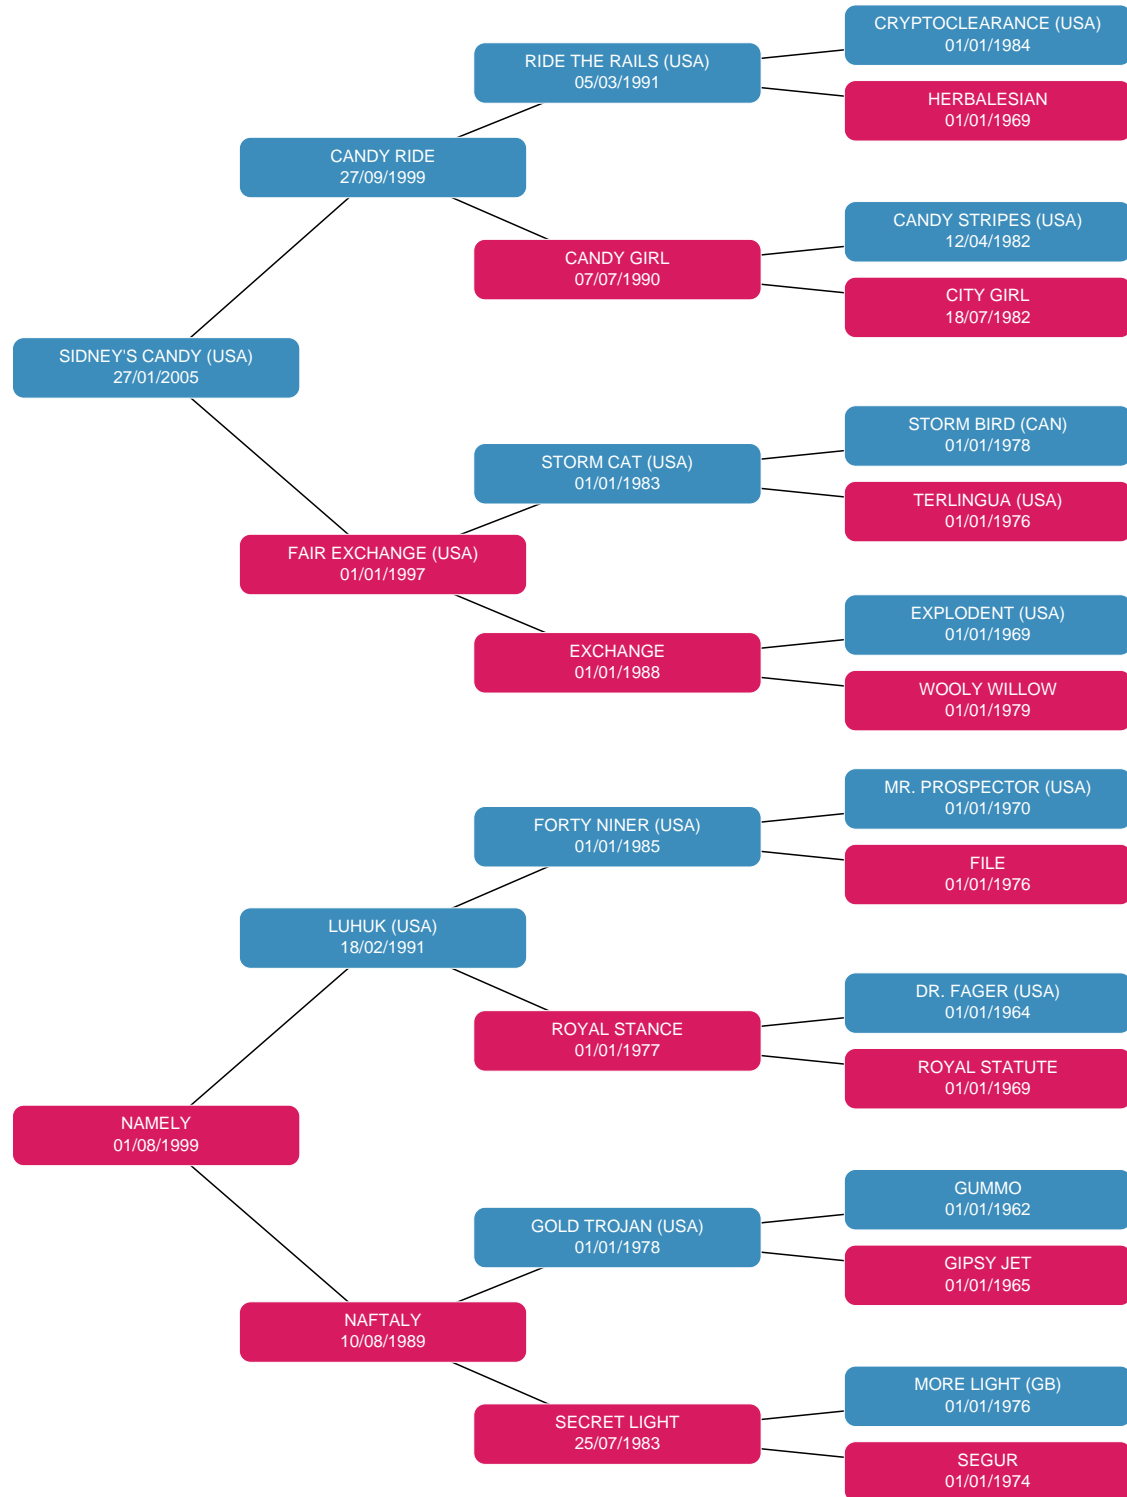 CRYPTOCLEARANCE (USA)
01/01/1984
RIDE THE RAILS (USA)
05/03/1991
HERBALESIAN
01/01/1969
CANDY RIDE
27/09/1999
CANDY STRIPES (USA)
12/04/1982
CANDY GIRL
07/07/1990
CITY GIRL
18/07/1982
SIDNEY'S CANDY (USA)
27/01/2005
STORM BIRD (CAN)
01/01/1978
STORM CAT (USA)
01/01/1983
TERLINGUA (USA)
01/01/1976
FAIR EXCHANGE (USA)
01/01/1997
EXPLODENT (USA)
01/01/1969
EXCHANGE
01/01/1988
WOOLY WILLOW
01/01/1979
MR. PROSPECTOR (USA)
01/01/1970
FORTY NINER (USA)
01/01/1985
FILE
01/01/1976
LUHUK (USA)
18/02/1991
DR. FAGER (USA)
01/01/1964
ROYAL STANCE
01/01/1977
ROYAL STATUTE
01/01/1969
NAMELY
01/08/1999
GUMMO
01/01/1962
GOLD TROJAN (USA)
01/01/1978
GIPSY JET
01/01/1965
NAFTALY
10/08/1989
MORE LIGHT (GB)
01/01/1976
SECRET LIGHT
25/07/1983
SEGUR
01/01/1974